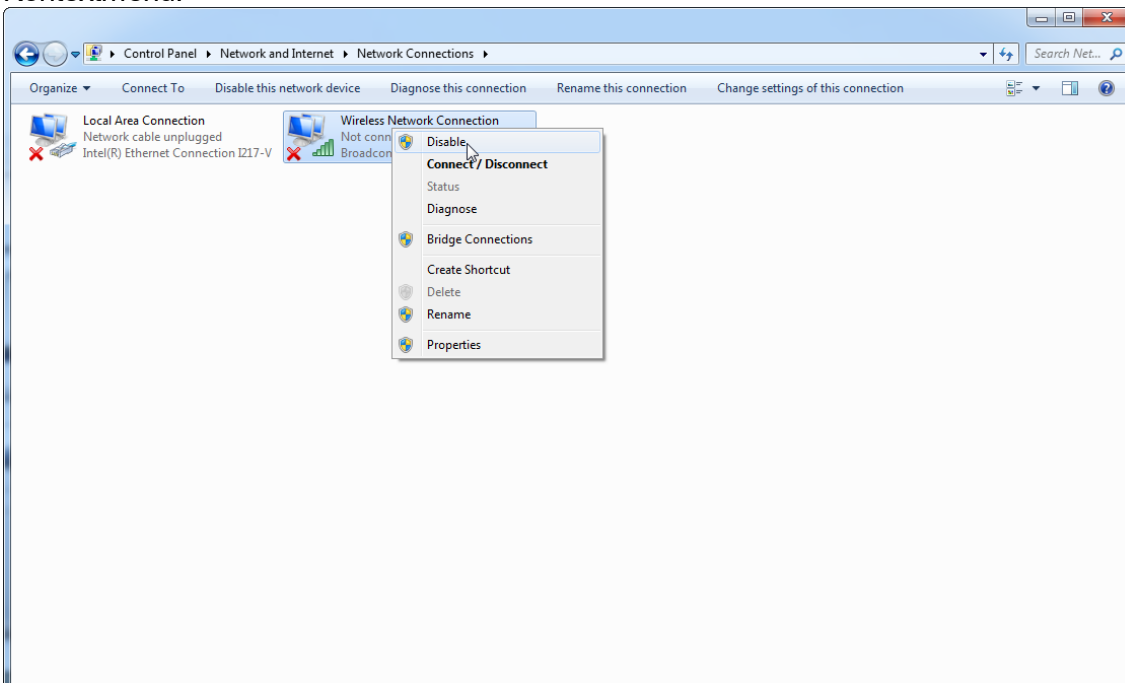 Kontextmenü.
Control Panel ▸ Network and Internet ▸ Network Connections ▸
Search Net...
Organize Connect To Disable this network device Diagnose this connection Rename this connection Change settings of this connection
Local Area Connection
Network cable unplugged
Intel(R) Ethernet Connection I217-V
Wireless Network Connection
Not conn
Broadcon
Disable
Connect / Disconnect
Status
Diagnose
Bridge Connections
Create Shortcut
Delete
Rename
Properties